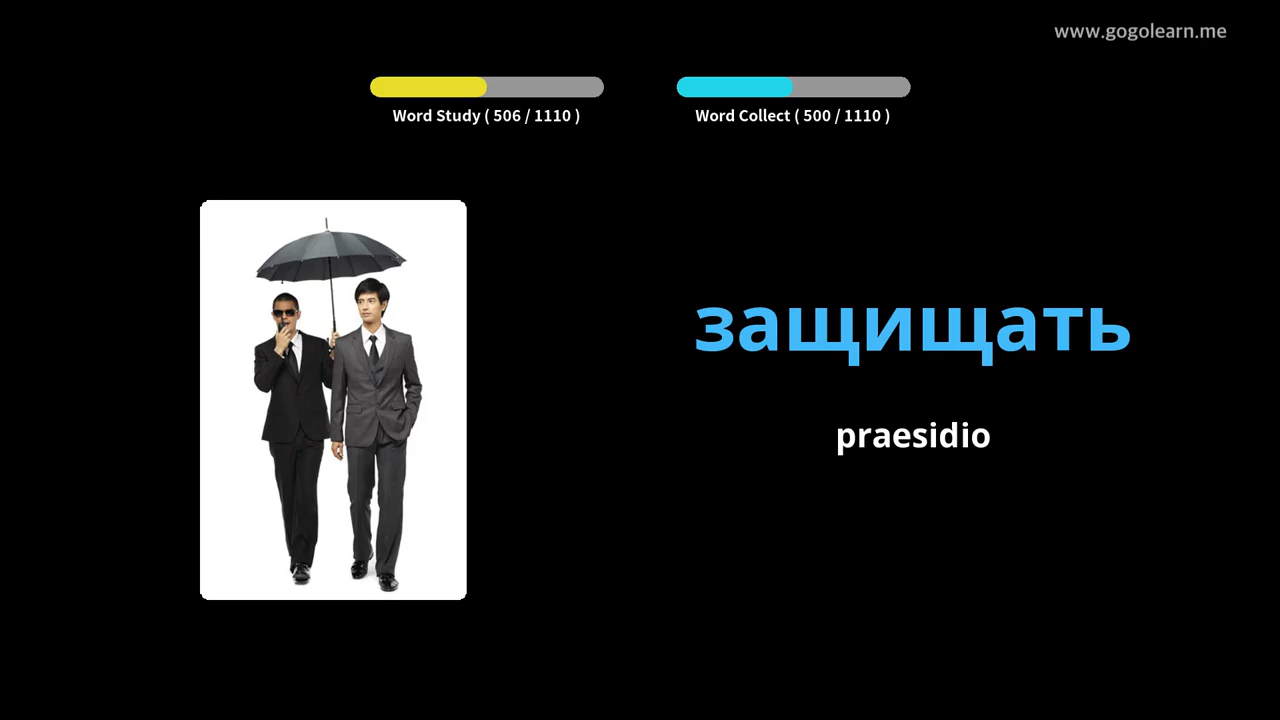 www.gogolearn.me
Word Study ( 506 / 1110 )
Word Collect ( 500 / 1110 )
защищать
praesidio